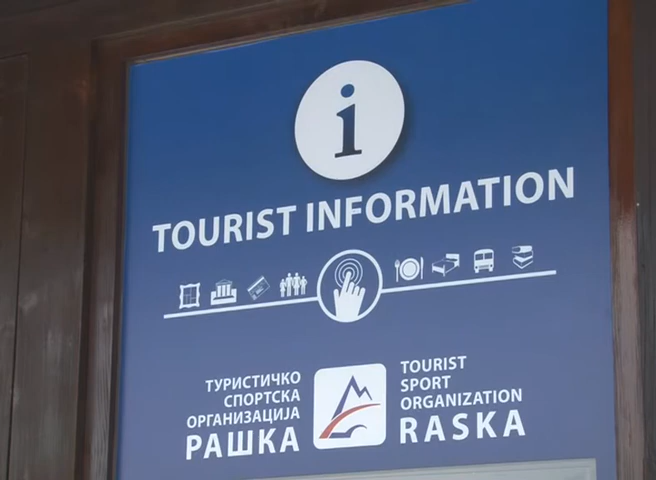 i
TOURIST INFORMATION
ТУРИСТИЧКО
СПОРТСКА
ОРГАНИЗАЦИЈА
РАШКА
TOURIST
SPORT
ORGANIZATION
RASKA